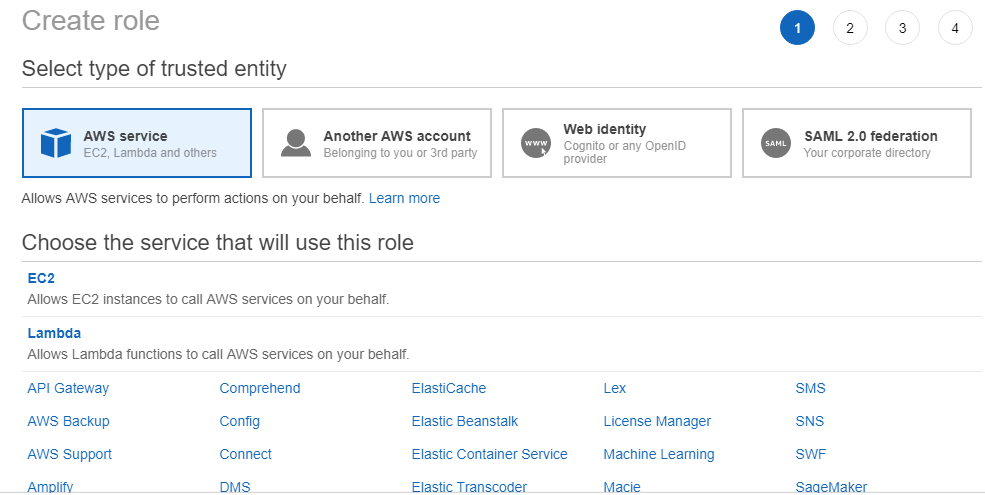 Create role
1 2 3 4
Select type of trusted entity
AWS service
EC2, Lambda and others
Another AWS account
Belonging to you or 3rd party
WWW
Web identity
Cognito or any OpenID
provider
SAML
SAML 2.0 federation
Your corporate directory
Allows AWS services to perform actions on your behalf. Learn more
Choose the service that will use this role
EC2
Allows EC2 instances to call AWS services on your behalf.
Lambda
Allows Lambda functions to call AWS services on your behalf.
API Gateway Comprehend ElastiCache Lex SMS
AWS Backup Config Elastic Beanstalk License Manager SNS
AWS Support Connect Elastic Container Service Machine Learning SWF
Amplify DMS Elastic Transcoder Macie SageMaker